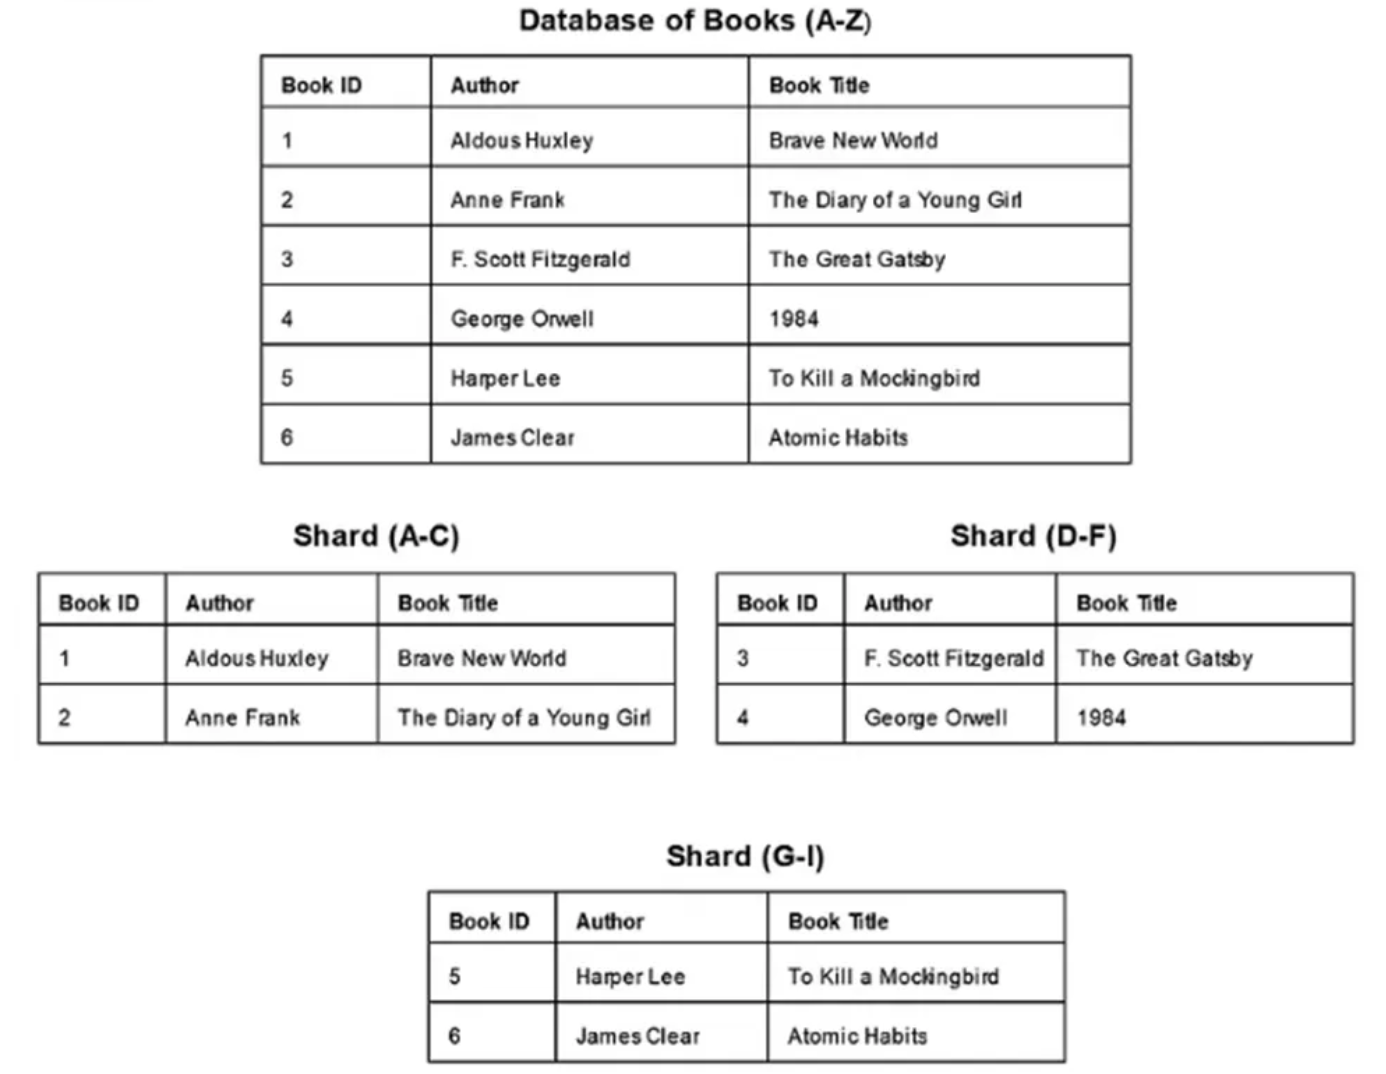 Database of Books (A-Z)
Book ID Author Book Title
1 Aldous Huxley Brave New World
2 Anne Frank The Diary of a Young Girl
3 F. Scott Fitzgerald The Great Gatsby
4 George Orwell 1984
5 Harper Lee To Kill a Mockingbird
6 James Clear Atomic Habits
Shard (A-C)
Book ID Author Book Title
1 Aldous Huxley Brave New World
2 Anne Frank The Diary of a Young Girl
Shard (D-F)
Book ID Author Book Title
3 F. Scott Fitzgerald The Great Gatsby
4 George Orwell 1984
Shard (G-I)
Book ID Author Book Title
5 Harper Lee To Kill a Mockingbird
6 James Clear Atomic Habits